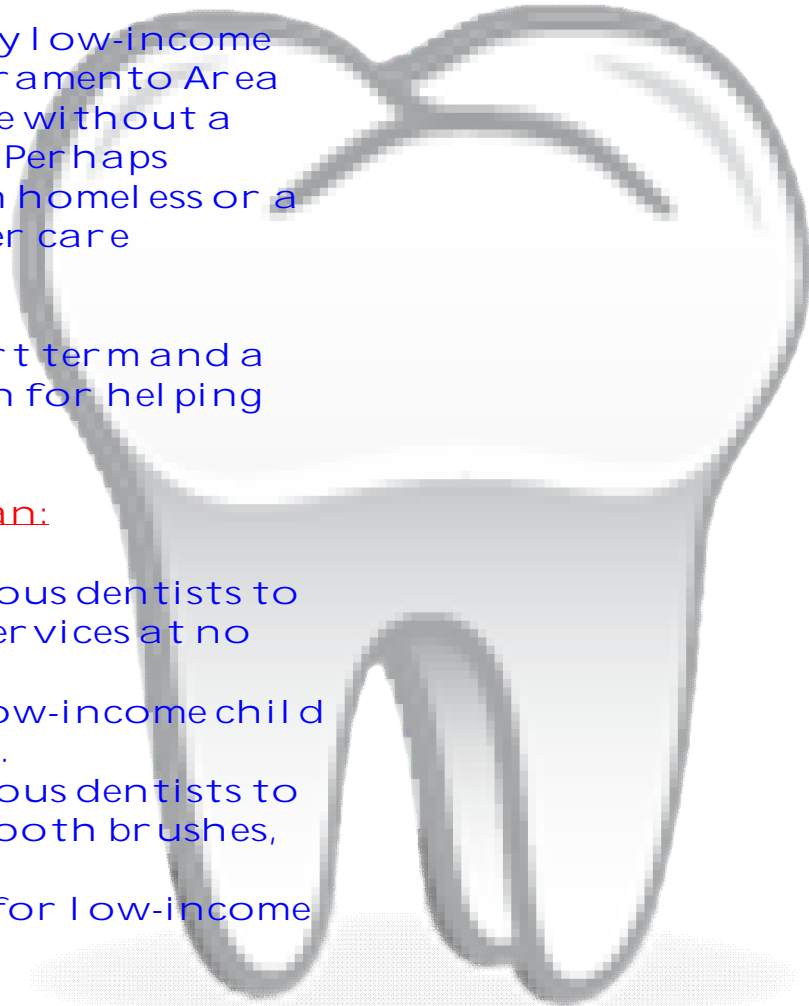 y low-income
ramento Area
e without a
Perhaps
n homeless or a
er care
rt term and a
n for helping
an:
ous dentists to
ervices at no
ow-income child
.
ous dentists to
ooth brushes,
for low-income